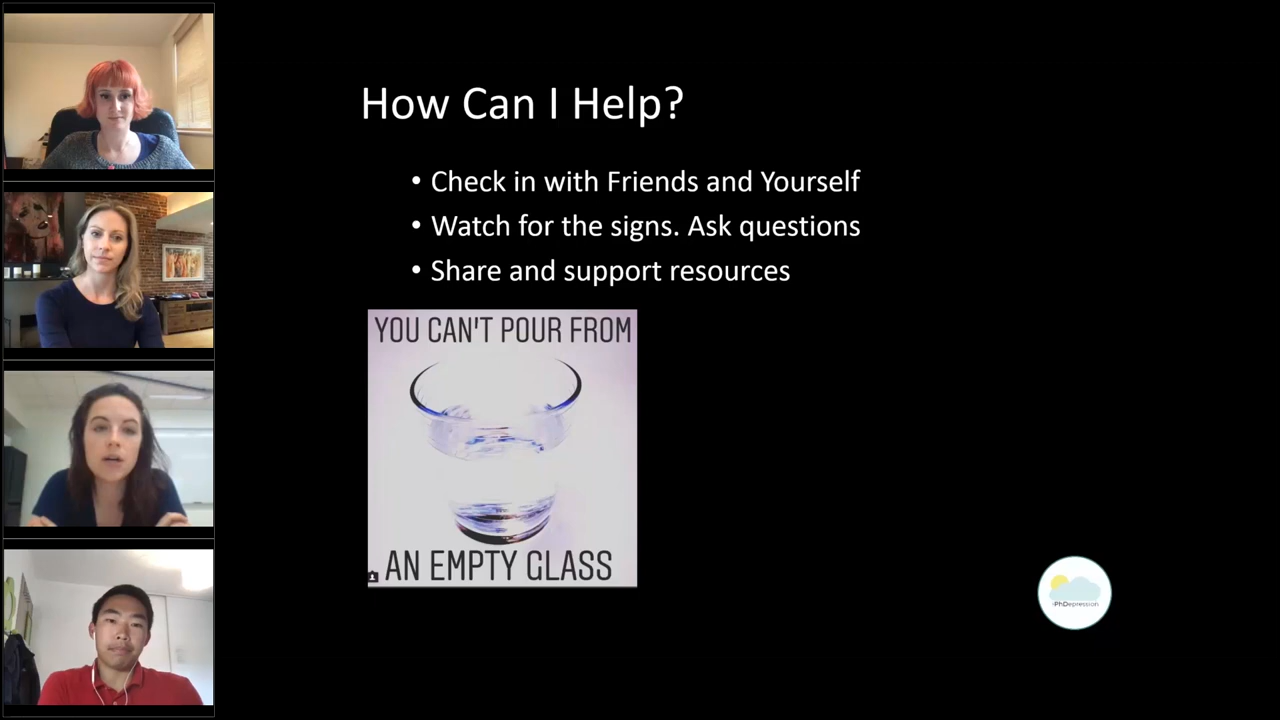 How Can I Help?
• Check in with Friends and Yourself
• Watch for the signs. Ask questions
• Share and support resources
YOU CAN'T POUR FROM
AN EMPTY GLASS
PhDepression